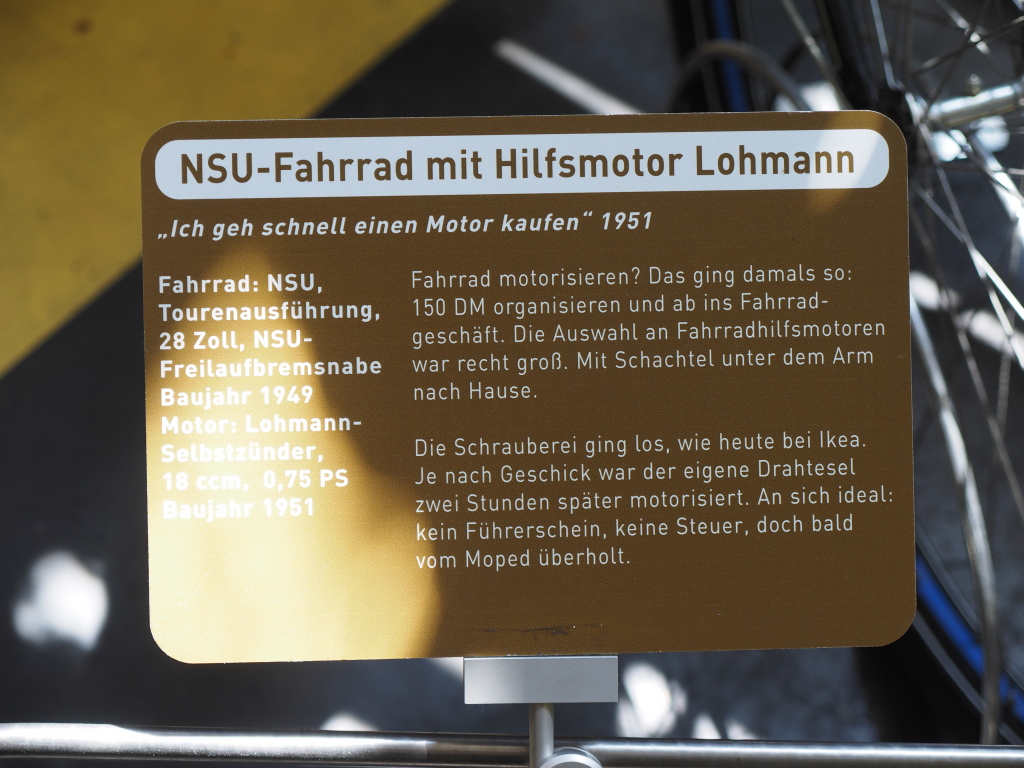 NSU-Fahrrad mit Hilfsmotor Lohmann
„Ich geh schnell einen Motor kaufen“ 1951
Fahrrad: NSU,
Tourenausführung,
28 Zoll, NSU-
Freilaufbremsnabe
Baujahr 1949
Motor: Lohmann-
Selbstzünder,
18 ccm, 0,75 PS
Baujahr 1951
Fahrrad motorisieren? Das ging damals so:
150 DM organisieren und ab ins Fahrrad-
geschäft. Die Auswahl an Fahrradhilfsmotoren
war recht groß. Mit Schachtel unter dem Arm
nach Hause.
Die Schrauberei ging los, wie heute bei Ikea.
Je nach Geschick war der eigene Drahtesel
zwei Stunden später motorisiert. An sich ideal:
kein Führerschein, keine Steuer, doch bald
vom Moped überholt.